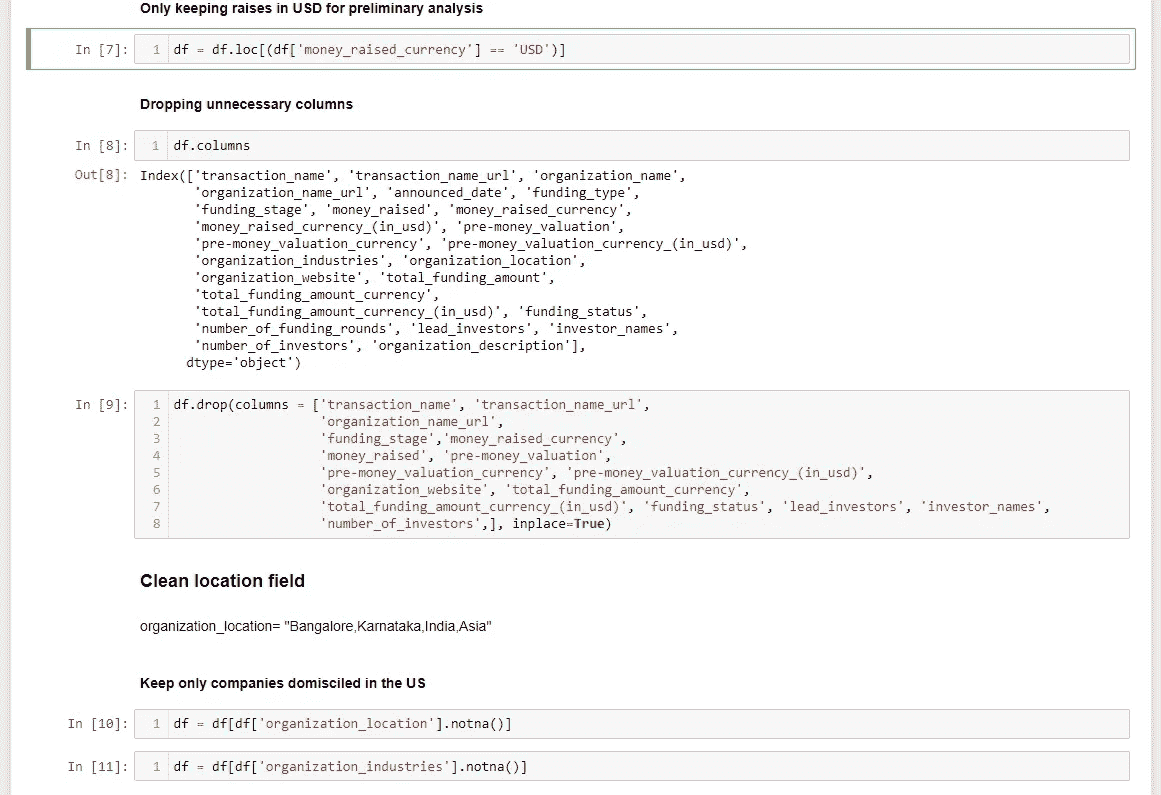 Only keeping raises in USD for preliminary analysis
In [7]: 1 df = df.loc[(df['money_raised_currency'] == 'USD')]
Dropping unnecessary columns
In [8]: 1 df.columns
Out[8]: Index(['transaction_name', 'transaction_name_url', 'organization_name',
'organization_name_url', 'announced_date', 'funding_type',
'funding_stage', 'money_raised', 'money_raised_currency',
'money_raised_currency_(in_usd)', 'pre-money_valuation',
'pre-money_valuation_currency', 'pre-money_valuation_currency_(in_usd)',
'organization_industries', 'organization_location',
'organization_website', 'total_funding_amount',
'total_funding_amount_currency',
'total_funding_amount_currency_(in_usd)', 'funding_status',
'number_of_funding_rounds', 'lead_investors', 'investor_names',
'number_of_investors', 'organization_description'],
dtype='object')
In [9]: 1 df.drop(columns = ['transaction_name', 'transaction_name_url',
2 'organization_name_url',
3 'funding_stage','money_raised_currency',
4 'money_raised', 'pre-money_valuation',
5 'pre-money_valuation_currency', 'pre-money_valuation_currency_(in_usd)',
6 'organization_website', 'total_funding_amount_currency',
7 'total_funding_amount_currency_(in_usd)', 'funding_status', 'lead_investors', 'investor_names',
8 'number_of_investors',], inplace=True)
Clean location field
organization_location= "Bangalore,Karnataka,India,Asia"
Keep only companies domisciled in the US
In [10]: 1 df = df[df['organization_location'].notna()]
In [11]: 1 df = df[df['organization_industries'].notna()]